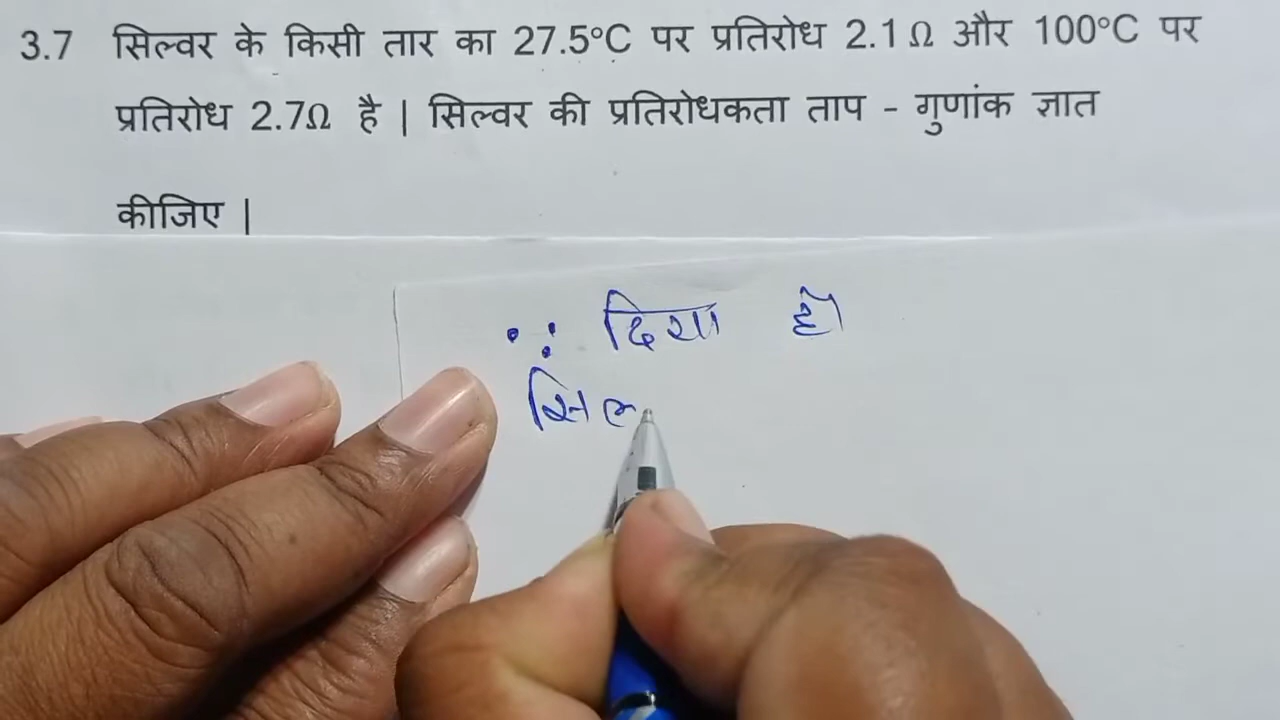 3.7 सिल्वर के किसी तार का 27.5°C पर प्रतिरोध 2.1 Ω और 100°C पर
प्रतिरोध 2.7Ω है | सिल्वर की प्रतिरोधकता ताप - गुणांक ज्ञात
कीजिए |
∵ दिया है।
सिल